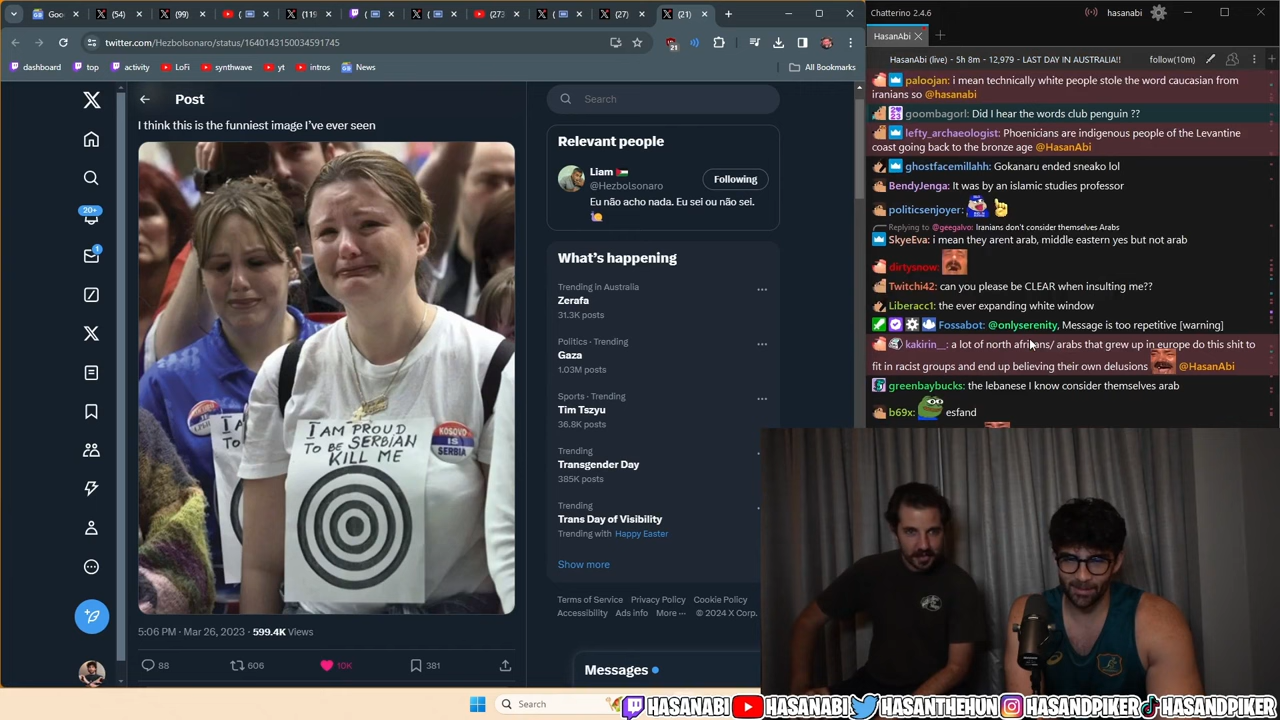 Goo
(54)
(99)
(119
(273
(27)
(21)
twitter.com/Hezbolsonaro/status/1640143150034591745
21
dashboard
top
activity
LoFi
synthwave
yt
intros
News
All Bookmarks
Post
I think this is the funniest image I've ever seen
I AM PROUD
TO BE SERBIAN
KILL ME
KOSOVO
IS
SERBIA
I A
TO
5:06 PM · Mar 26, 2023 · 599.4K Views
88
606
10K
381
20+
1
Search
Relevant people
Liam
@Hezbolsonaro
Following
Eu não acho nada. Eu sei ou não sei.
What's happening
Trending in Australia
Zerafa
31.3K posts
Politics · Trending
Gaza
1.03M posts
Sports · Trending
Tim Tszyu
36.8K posts
Trending
Transgender Day
385K posts
Trending
Trans Day of Visibility
Trending with Happy Easter
Show more
Terms of Service Privacy Policy Cookie Policy
Accessibility Ads info More ··· © 2024 X Corp.
Messages
Search
Chatterino 2.4.6
hasanabi
HasanAbi
HasanAbi (live) - 5h 8m - 12,979 - LAST DAY IN AUSTRALIA!!
follow(10m)
paloojan: i mean technically white people stole the word caucasian from
iranians so @hasanabi
goombagorl: Did I hear the words club penguin ??
lefty_archaeologist: Phoenicians are indigenous people of the Levantine
coast going back to the bronze age @HasanAbi
ghostfacemillahh: Gokanaru ended sneako lol
BendyJenga: It was by an islamic studies professor
politicsenjoyer:
Replying to @geegalvo: Iranians don't consider themselves Arabs
SkyeEva: i mean they arent arab, middle eastern yes but not arab
dirtysnow:
Twitchi42: can you please be CLEAR when insulting me??
Liberacc1: the ever expanding white window
Fossabot: @onlyserenity, Message is too repetitive [warning]
kakirin__: a lot of north africans/ arabs that grew up in europe do this shit to
fit in racist groups and end up believing their own delusions @HasanAbi
greenbaybucks: the lebanese I know consider themselves arab
b69x: esfand
HASANABI
HASANABI
HASANTHEHUN
HASANDPIKER
HASANDPIKER